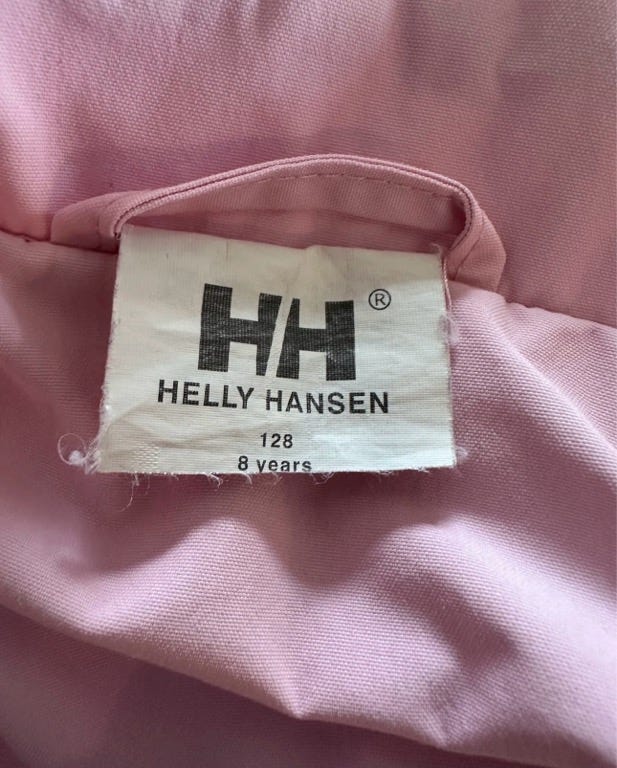 HH®
HELLY HANSEN
128
8 years